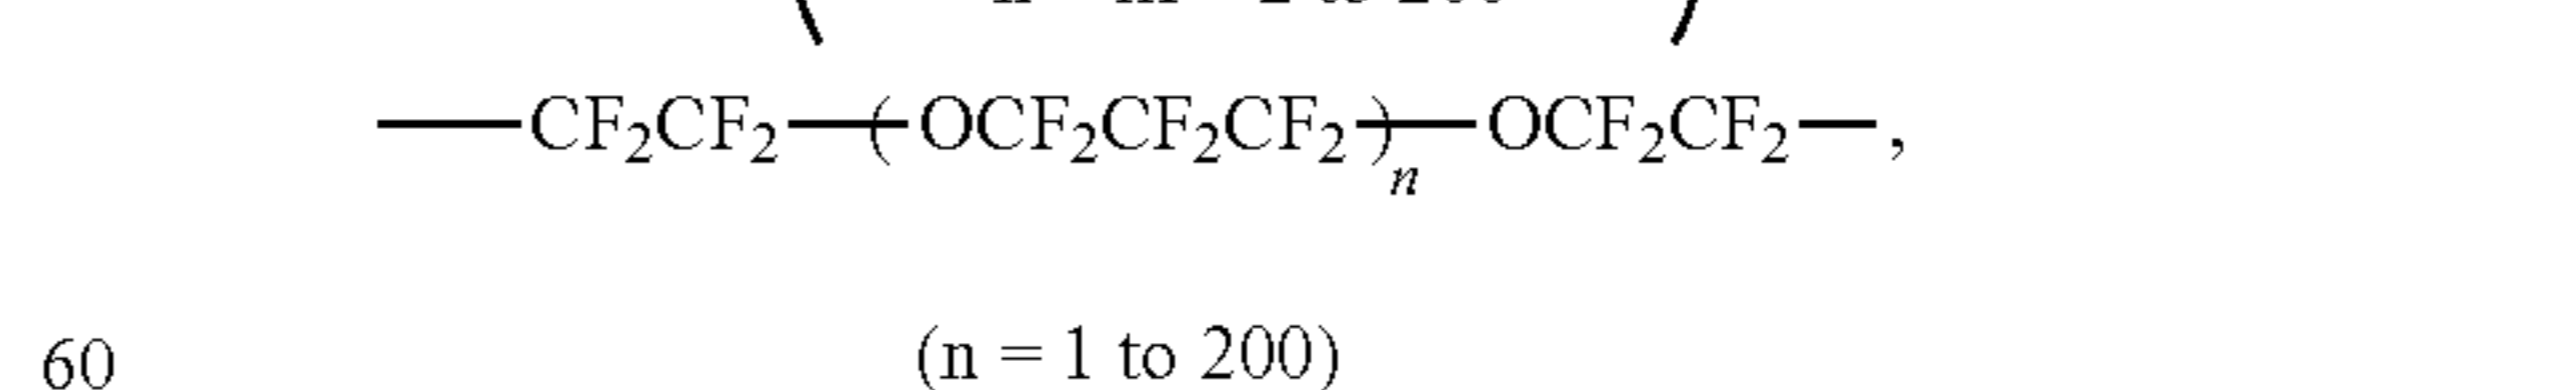 —CF₂CF₂—(OCF₂CF₂CF₂)ₙ—OCF₂CF₂—,
60 (n = 1 to 200)